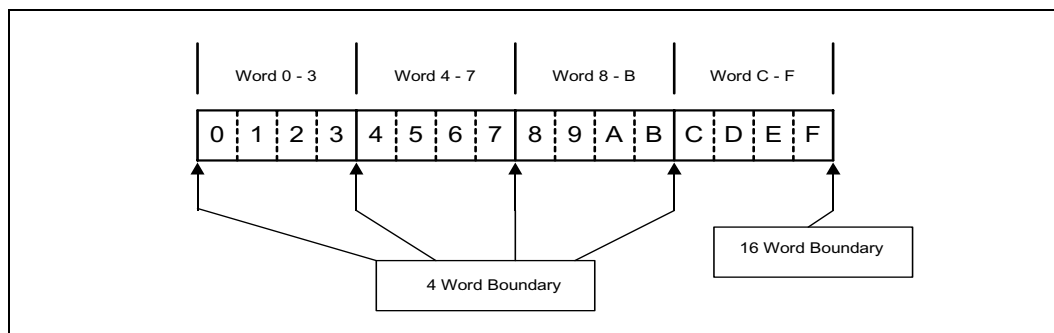 Word 0 - 3 Word 4 - 7 Word 8 - B Word C - F
0 1 2 3 4 5 6 7 8 9 A B C D E F
16 Word Boundary
4 Word Boundary